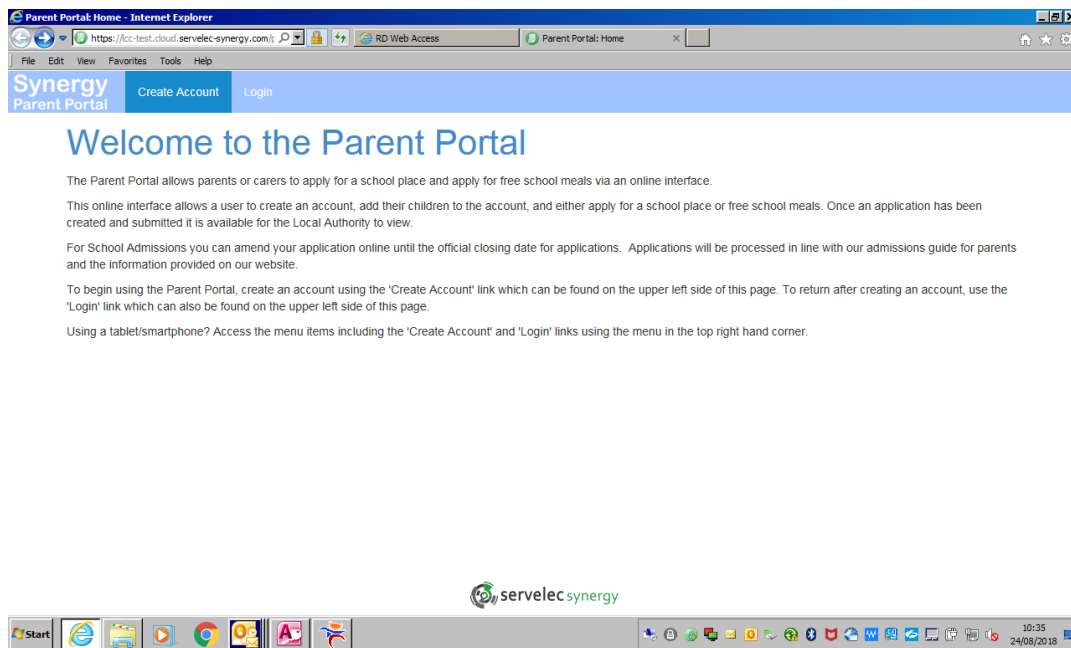 Parent Portal: Home - Internet Explorer
https://lcc-test.cloud.servelec-synergy.com/
RD Web Access
Parent Portal: Home
File Edit View Favorites Tools Help
Synergy
Parent Portal
Create Account
Login
Welcome to the Parent Portal
The Parent Portal allows parents or carers to apply for a school place and apply for free school meals via an online interface.
This online interface allows a user to create an account, add their children to the account, and either apply for a school place or free school meals. Once an application has been
created and submitted it is available for the Local Authority to view.
For School Admissions you can amend your application online until the official closing date for applications.  Applications will be processed in line with our admissions guide for parents
and the information provided on our website.
To begin using the Parent Portal, create an account using the 'Create Account' link which can be found on the upper left side of this page. To return after creating an account, use the
'Login' link which can also be found on the upper left side of this page.
Using a tablet/smartphone? Access the menu items including the 'Create Account' and 'Login' links using the menu in the top right hand corner.
servelec synergy
Start
10:35
24/08/2018